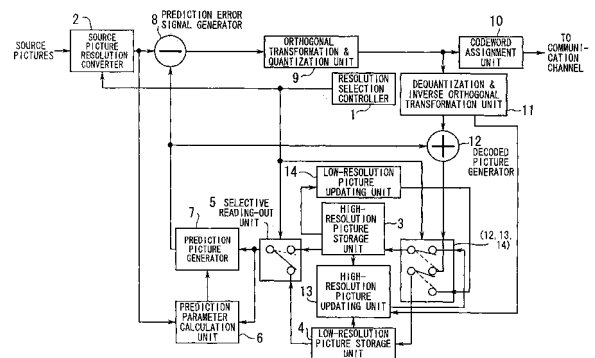 2
8
PREDICTION ERROR
SIGNAL GENERATOR
10
SOURCE
PICTURES
SOURCE
PICTURE
RESOLUTION
CONVERTER
ORTHOGONAL
TRANSFORMATION &
QUANTIZATION UNIT
9
CODEWORD
ASSIGNMENT
UNIT
TO
COMMUNI-
CATION
CHANNEL
RESOLUTION
SELECTION
CONTROLLER
1
DEQUANTIZATION &
INVERSE ORTHOGONAL
TRANSFORMATION UNIT
11
12
DECODED
PICTURE
GENERATOR
14
LOW-RESOLUTION
PICTURE UPDATING
UNIT
5
SELECTIVE
READING-OUT
UNIT
7
3
HIGH-
RESOLUTION
PICTURE
STORAGE
UNIT
(12, 13,
14)
PREDICTION
PICTURE
GENERATOR
13
HIGH-
RESOLUTION
PICTURE
UPDATING UNIT
PREDICTION
PARAMETER
CALCULATION
UNIT
6
4
LOW-RESOLUTION
PICTURE STORAGE
UNIT